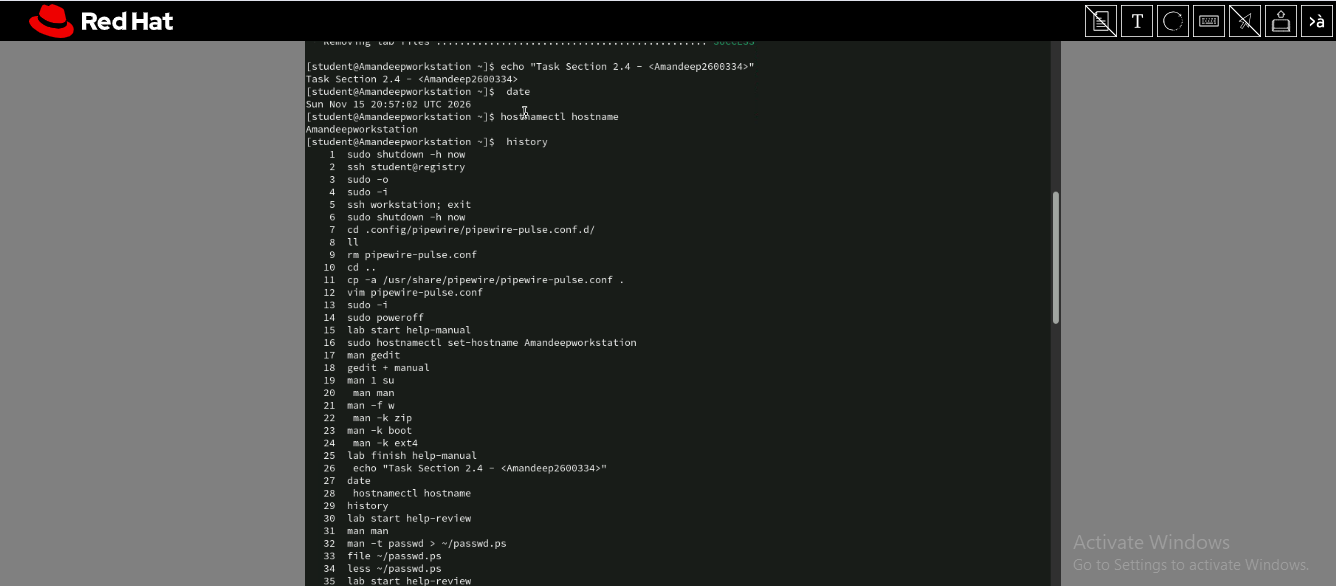 Red Hat
T
>à
Removing lab files .............................................. SUCCESS
[student@Amandeepworkstation ~]$ echo "Task Section 2.4 - <Amandeep2600334>"
Task Section 2.4 - <Amandeep2600334>
[student@Amandeepworkstation ~]$  date
Sun Nov 15 20:57:02 UTC 2026
[student@Amandeepworkstation ~]$ hostnamectl hostname
Amandeepworkstation
[student@Amandeepworkstation ~]$  history
1  sudo shutdown -h now
2  ssh student@registry
3  sudo -o
4  sudo -i
5  ssh workstation; exit
6  sudo shutdown -h now
7  cd .config/pipewire/pipewire-pulse.conf.d/
8  ll
9  rm pipewire-pulse.conf
10  cd ..
11  cp -a /usr/share/pipewire/pipewire-pulse.conf .
12  vim pipewire-pulse.conf
13  sudo -i
14  sudo poweroff
15  lab start help-manual
16  sudo hostnamectl set-hostname Amandeepworkstation
17  man gedit
18  gedit + manual
19  man 1 su
20   man man
21  man -f w
22   man -k zip
23  man -k boot
24   man -k ext4
25  lab finish help-manual
26   echo "Task Section 2.4 - <Amandeep2600334>"
27  date
28   hostnamectl hostname
29  history
30  lab start help-review
31  man man
32  man -t passwd > ~/passwd.ps
33  file ~/passwd.ps
34  less ~/passwd.ps
35  lab start help-review
Activate Windows
Go to Settings to activate Windows.